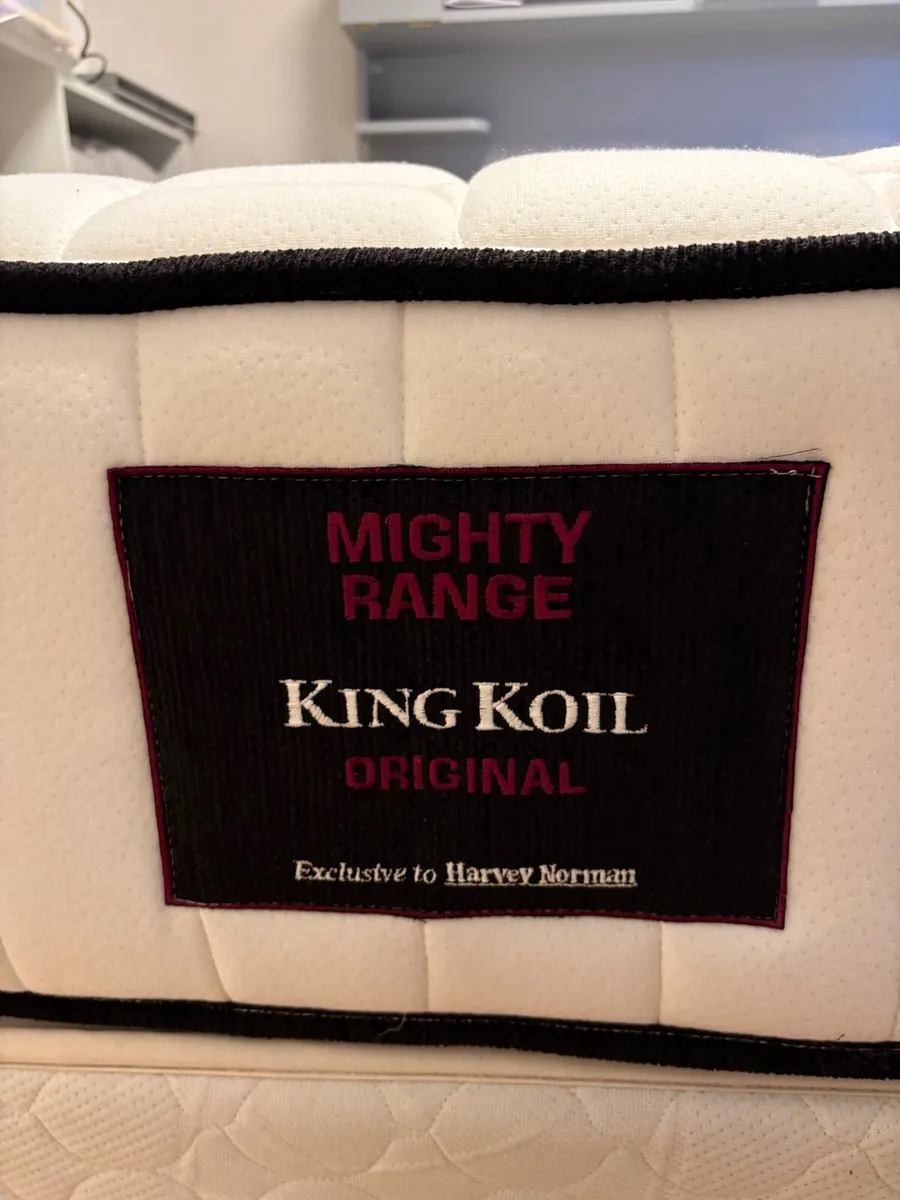 MIGHTY
RANGE
KING KOIL
ORIGINAL
Exclusive to Harvey Norman